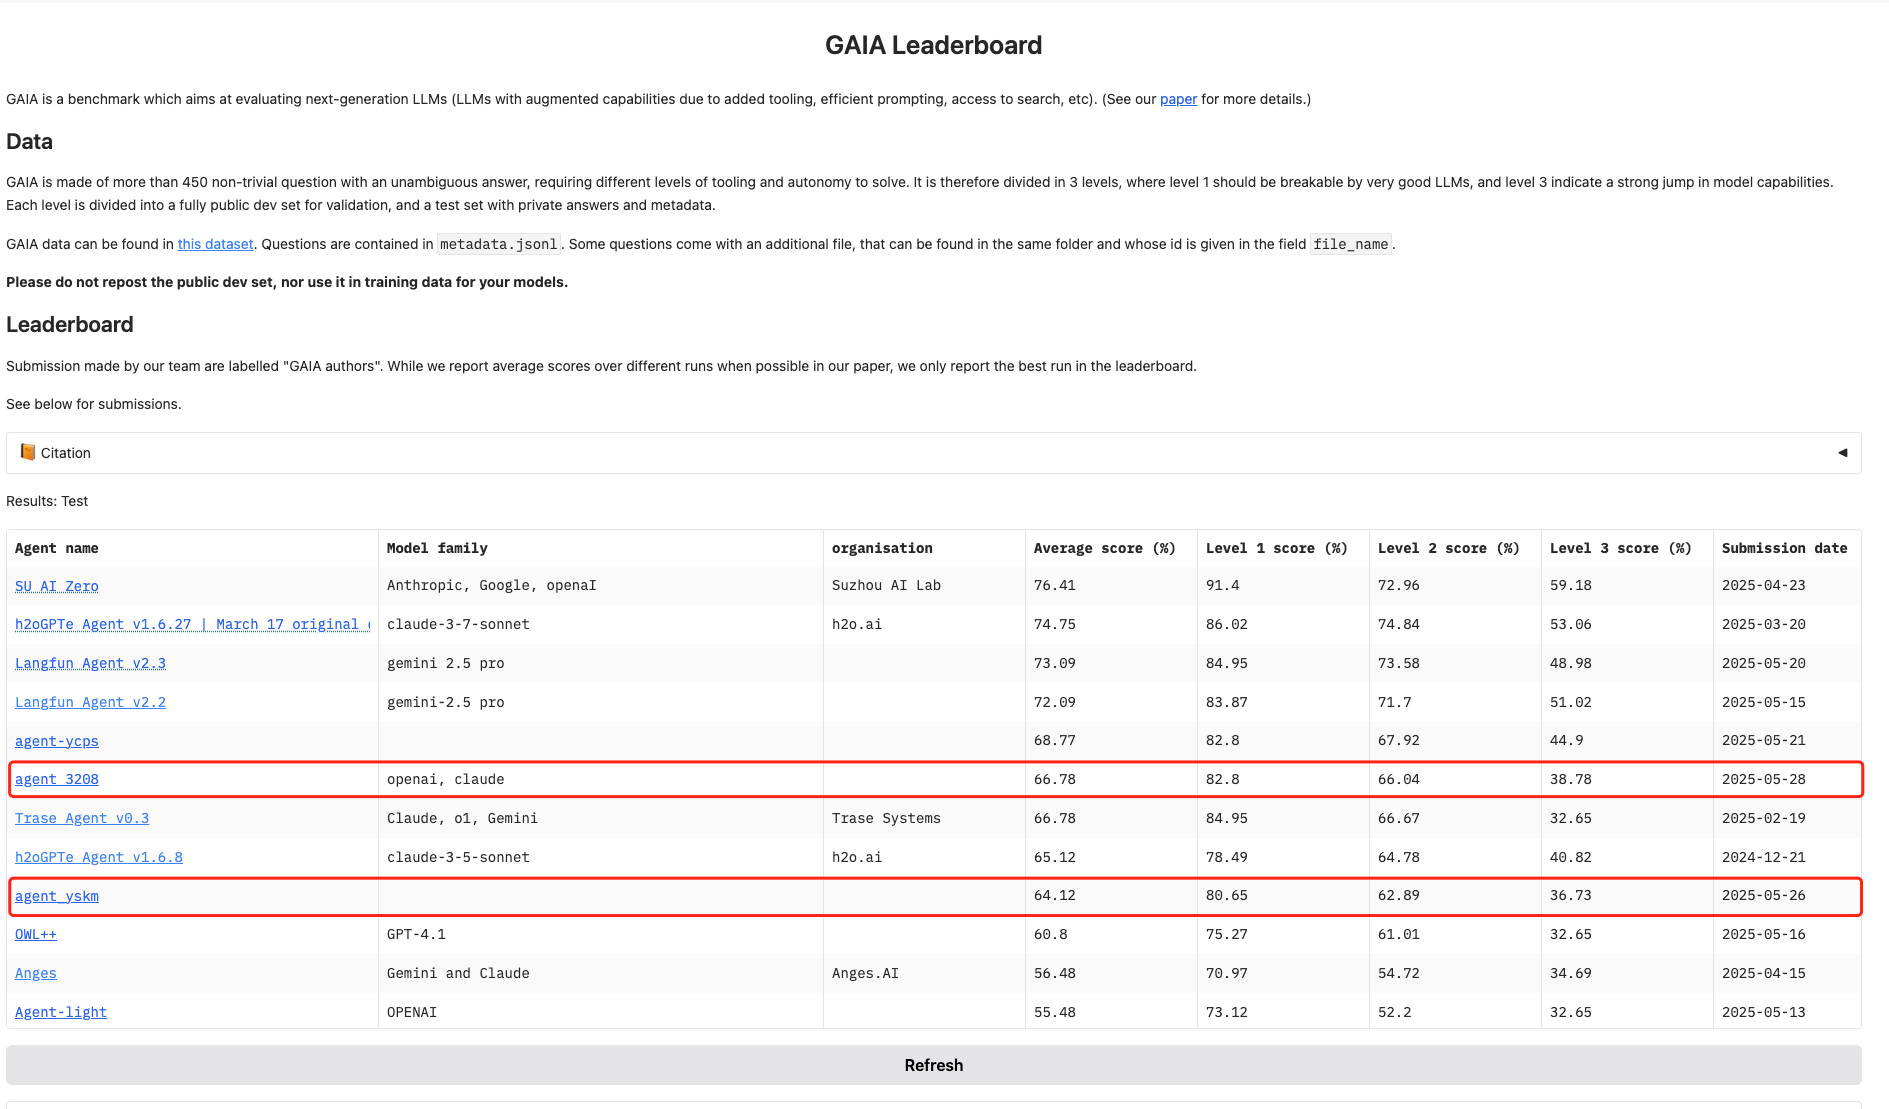 GAIA Leaderboard
GAIA is a benchmark which aims at evaluating next-generation LLMs (LLMs with augmented capabilities due to added tooling, efficient prompting, access to search, etc). (See our paper for more details.)
Data
GAIA is made of more than 450 non-trivial question with an unambiguous answer, requiring different levels of tooling and autonomy to solve. It is therefore divided in 3 levels, where level 1 should be breakable by very good LLMs, and level 3 indicate a strong jump in model capabilities.
Each level is divided into a fully public dev set for validation, and a test set with private answers and metadata.
GAIA data can be found in this dataset. Questions are contained in metadata.jsonl. Some questions come with an additional file, that can be found in the same folder and whose id is given in the field file_name.
Please do not repost the public dev set, nor use it in training data for your models.
Leaderboard
Submission made by our team are labelled "GAIA authors". While we report average scores over different runs when possible in our paper, we only report the best run in the leaderboard.
See below for submissions.
Citation
Results: Test
Agent name Model family organisation Average score (%) Level 1 score (%) Level 2 score (%) Level 3 score (%) Submission date
SU AI Zero Anthropic, Google, openaI Suzhou AI Lab 76.41 91.4 72.96 59.18 2025-04-23
h2oGPTe Agent v1.6.27 | March 17 original claude-3-7-sonnet h2o.ai 74.75 86.02 74.84 53.06 2025-03-20
Langfun Agent v2.3 gemini 2.5 pro 73.09 84.95 73.58 48.98 2025-05-20
Langfun Agent v2.2 gemini-2.5 pro 72.09 83.87 71.7 51.02 2025-05-15
agent-ycps 68.77 82.8 67.92 44.9 2025-05-21
agent 3208 openai, claude 66.78 82.8 66.04 38.78 2025-05-28
Trase Agent v0.3 Claude, o1, Gemini Trase Systems 66.78 84.95 66.67 32.65 2025-02-19
h2oGPTe Agent v1.6.8 claude-3-5-sonnet h2o.ai 65.12 78.49 64.78 40.82 2024-12-21
agent_yskm 64.12 80.65 62.89 36.73 2025-05-26
OWL++ GPT-4.1 60.8 75.27 61.01 32.65 2025-05-16
Anges Gemini and Claude Anges.AI 56.48 70.97 54.72 34.69 2025-04-15
Agent-light OPENAI 55.48 73.12 52.2 32.65 2025-05-13
Refresh